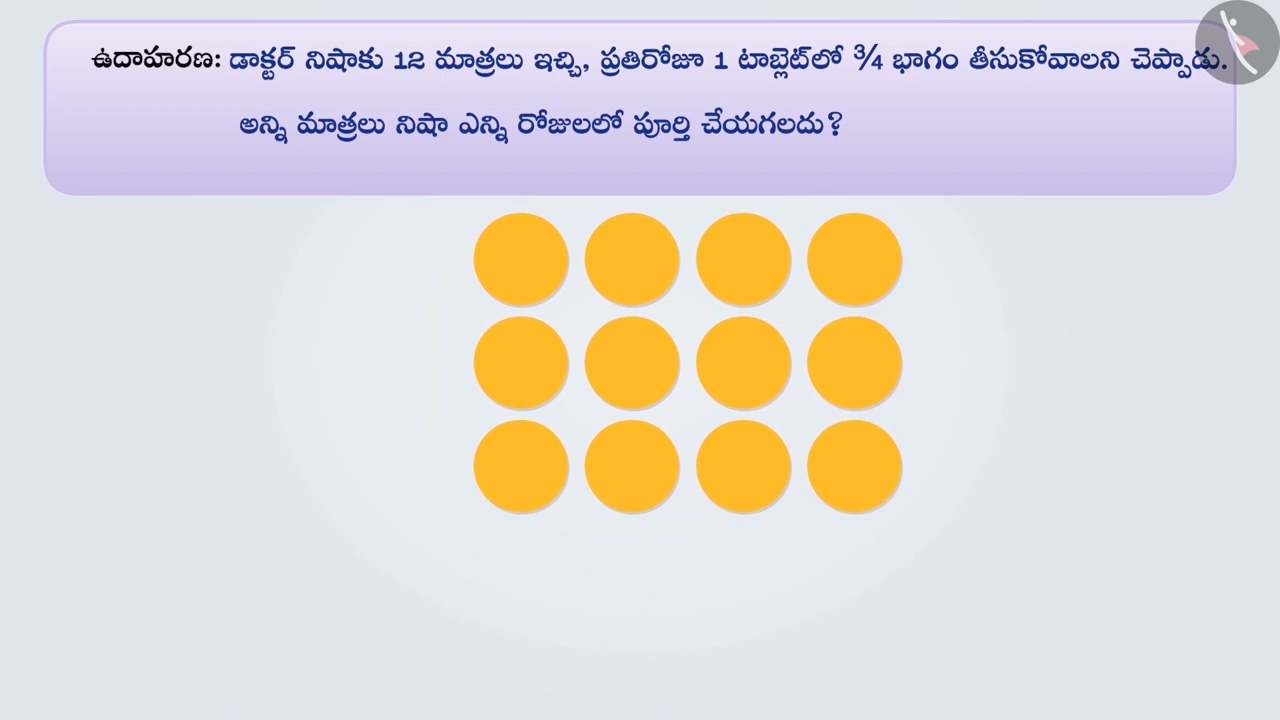 ఉదాహరణ: డాక్టర్ నిషాకు 12 మాత్రలు ఇచ్చి, ప్రతిరోజూ 1 టాబ్లెట్‌లో ¾ భాగం తీసుకోవాలని చెప్పాడు.
అన్ని మాత్రలు నిషా ఎన్ని రోజులలో పూర్తి చేయగలదు?